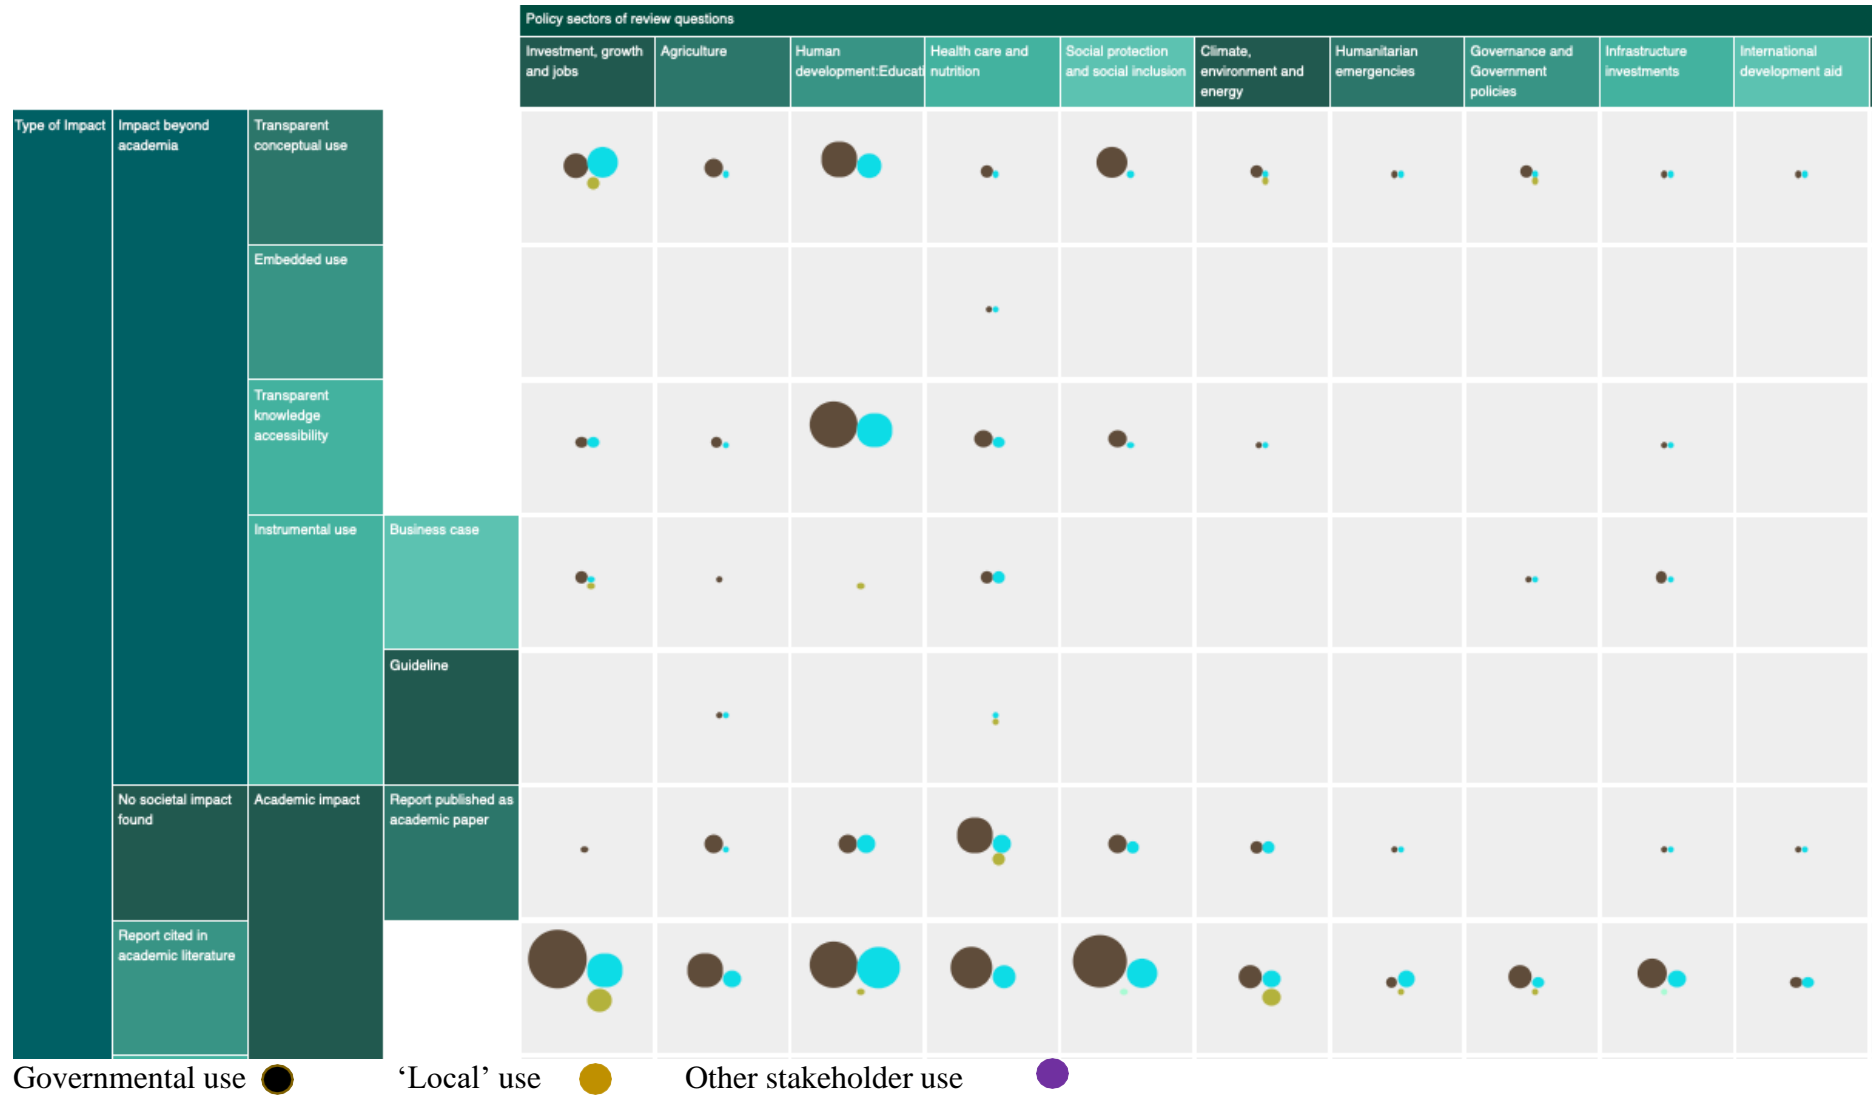 Policy sectors of review questions
Investment, growth
and jobs
Agriculture
Human
development:Educati
Health care and
nutrition
Social protection
and social inclusion
Climate,
environment and
energy
Humanitarian
emergencies
Governance and
Government
policies
Infrastructure
investments
International
development aid
Type of Impact
Impact beyond
academia
Transparent
conceptual use
Embedded use
Transparent
knowledge
accessibility
Instrumental use
Business case
Guideline
No societal impact
found
Academic impact
Report published as
academic paper
Report cited in
academic literature
Governmental use
‘Local’ use
Other stakeholder use